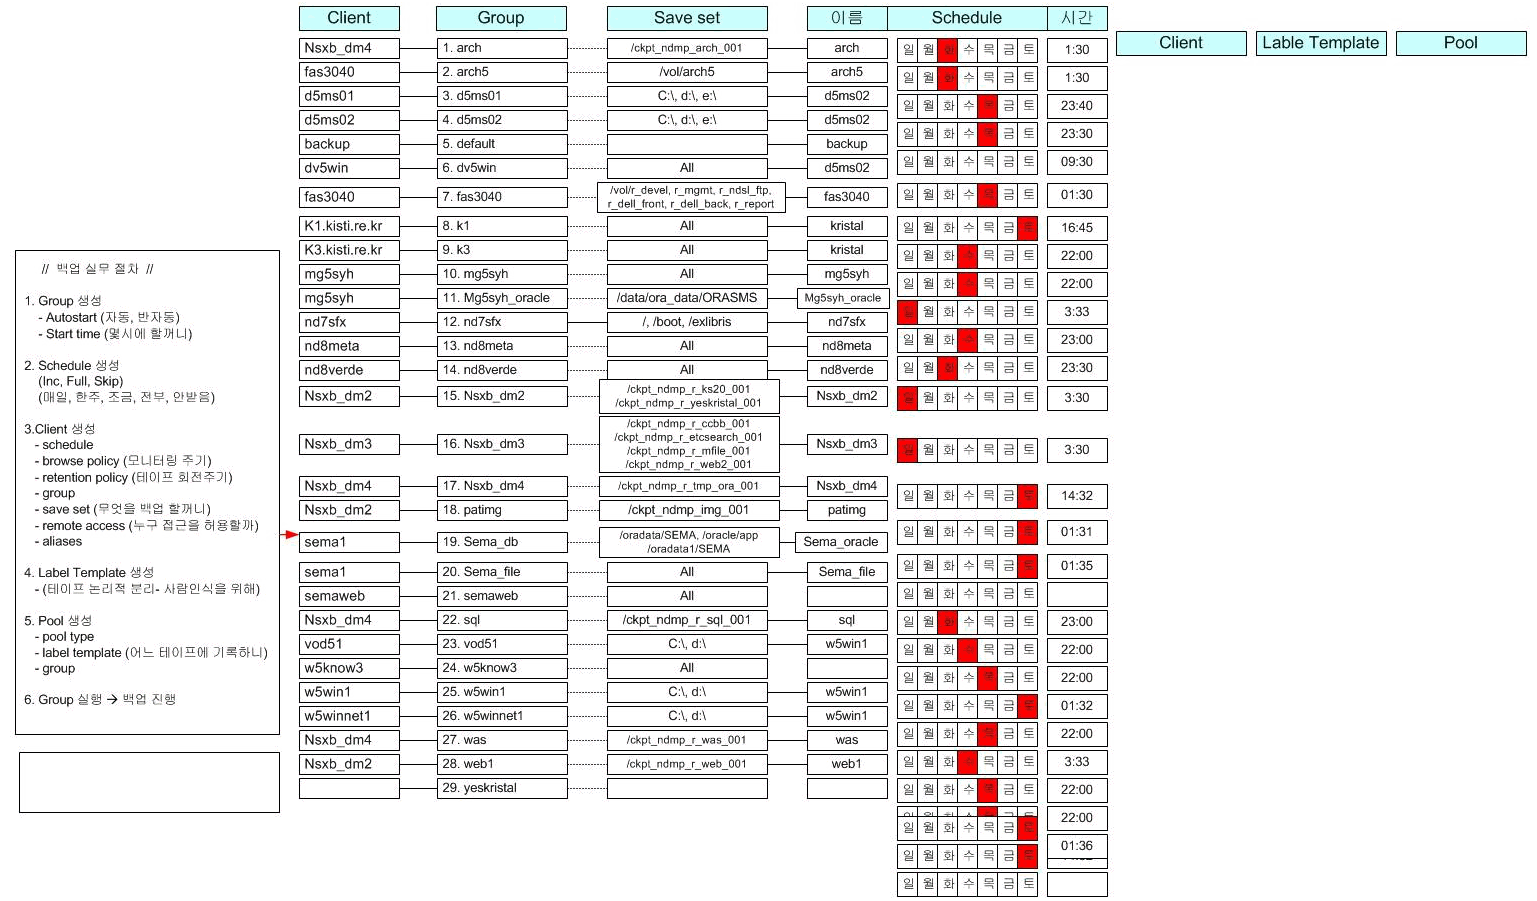 Client Group Save set 이름 Schedule 시간
Client Lable Template Pool
Nsxb_dm4 1. arch /ckpt_ndmp_arch_001 arch
fas3040 2. arch5 /vol/arch5 arch5
d5ms01 3. d5ms01 C:\, d:\, e:\ d5ms02
d5ms02 4. d5ms02 C:\, d:\, e:\ d5ms02
backup 5. default backup
dv5win 6. dv5win All d5ms02
fas3040 7. fas3040 /vol/r_devel, r_mgmt, r_ndsl_ftp, fas3040
r_dell_front, r_dell_back, r_report
K1.kisti.re.kr 8. k1 All kristal
K3.kisti.re.kr 9. k3 All kristal
mg5syh 10. mg5syh All mg5syh
mg5syh 11. Mg5syh_oracle /data/ora_data/ORASMS Mg5syh_oracle
nd7sfx 12. nd7sfx /, /boot, /exlibris nd7sfx
nd8meta 13. nd8meta All nd8meta
nd8verde 14. nd8verde All nd8verde
Nsxb_dm2 15. Nsxb_dm2 /ckpt_ndmp_r_ks20_001 Nsxb_dm2
/ckpt_ndmp_r_yeskristal_001
Nsxb_dm3 16. Nsxb_dm3 /ckpt_ndmp_r_ccbb_001 Nsxb_dm3
/ckpt_ndmp_r_etcsearch_001
/ckpt_ndmp_r_mfile_001
/ckpt_ndmp_r_web2_001
Nsxb_dm4 17. Nsxb_dm4 /ckpt_ndmp_r_tmp_ora_001 Nsxb_dm4
Nsxb_dm2 18. patimg /ckpt_ndmp_img_001 patimg
sema1 19. Sema_db /oradata/SEMA, /oracle/app Sema_oracle
/oradata1/SEMA
sema1 20. Sema_file All Sema_file
semaweb 21. semaweb All
Nsxb_dm4 22. sql /ckpt_ndmp_r_sql_001 sql
vod51 23. vod51 C:\, d:\ w5win1
w5know3 24. w5know3 All
w5win1 25. w5win1 C:\, d:\ w5win1
w5winnet1 26. w5winnet1 C:\, d:\ w5win1
Nsxb_dm4 27. was /ckpt_ndmp_r_was_001 was
Nsxb_dm2 28. web1 /ckpt_ndmp_r_web_001 web1
29. yeskristal
일 월 화 수 목 금 토 1:30
일 월 화 수 목 금 토 1:30
일 월 화 수 목 금 토 23:40
일 월 화 수 목 금 토 23:30
일 월 화 수 목 금 토 09:30
일 월 화 수 목 금 토 01:30
일 월 화 수 목 금 토 16:45
일 월 화 수 목 금 토 22:00
일 월 화 수 목 금 토 22:00
일 월 화 수 목 금 토 3:33
일 월 화 수 목 금 토 23:00
일 월 화 수 목 금 토 23:30
일 월 화 수 목 금 토 3:30
일 월 화 수 목 금 토 3:30
일 월 화 수 목 금 토 14:32
일 월 화 수 목 금 토 01:31
일 월 화 수 목 금 토 01:35
일 월 화 수 목 금 토
일 월 화 수 목 금 토 23:00
일 월 화 수 목 금 토 22:00
일 월 화 수 목 금 토 22:00
일 월 화 수 목 금 토 01:32
일 월 화 수 목 금 토 22:00
일 월 화 수 목 금 토 3:33
일 월 화 수 목 금 토 22:00
22:00
일 월 화 수 목 금 토
일 월 화 수 목 금 토 01:36
일 월 화 수 목 금 토
// 백업 실무 절차 //
1. Group 생성
- Autostart (자동, 반자동)
- Start time (몇시에 할꺼니)
2. Schedule 생성
(Inc, Full, Skip)
(매일, 한주, 조금, 전부, 안받음)
3.Client 생성
- schedule
- browse policy (모니터링 주기)
- retention policy (테이프 회전주기)
- group
- save set (무엇을 백업 할꺼니)
- remote access (누구 접근을 허용할까)
- aliases
4. Label Template 생성
- (테이프 논리적 분리- 사람인식을 위해)
5. Pool 생성
- pool type
- label template (어느 테이프에 기록하니)
- group
6. Group 실행 → 백업 진행